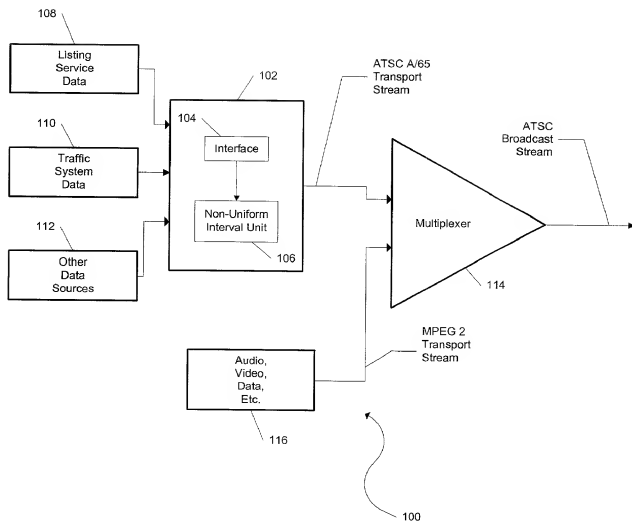 108
Listing
Service
Data
110
Traffic
System
Data
112
Other
Data
Sources
102
104
Interface
Non-Uniform
Interval Unit
106
ATSC A/65
Transport
Stream
ATSC
Broadcast
Stream
Multiplexer
114
MPEG 2
Transport
Stream
Audio,
Video,
Data,
Etc.
116
100